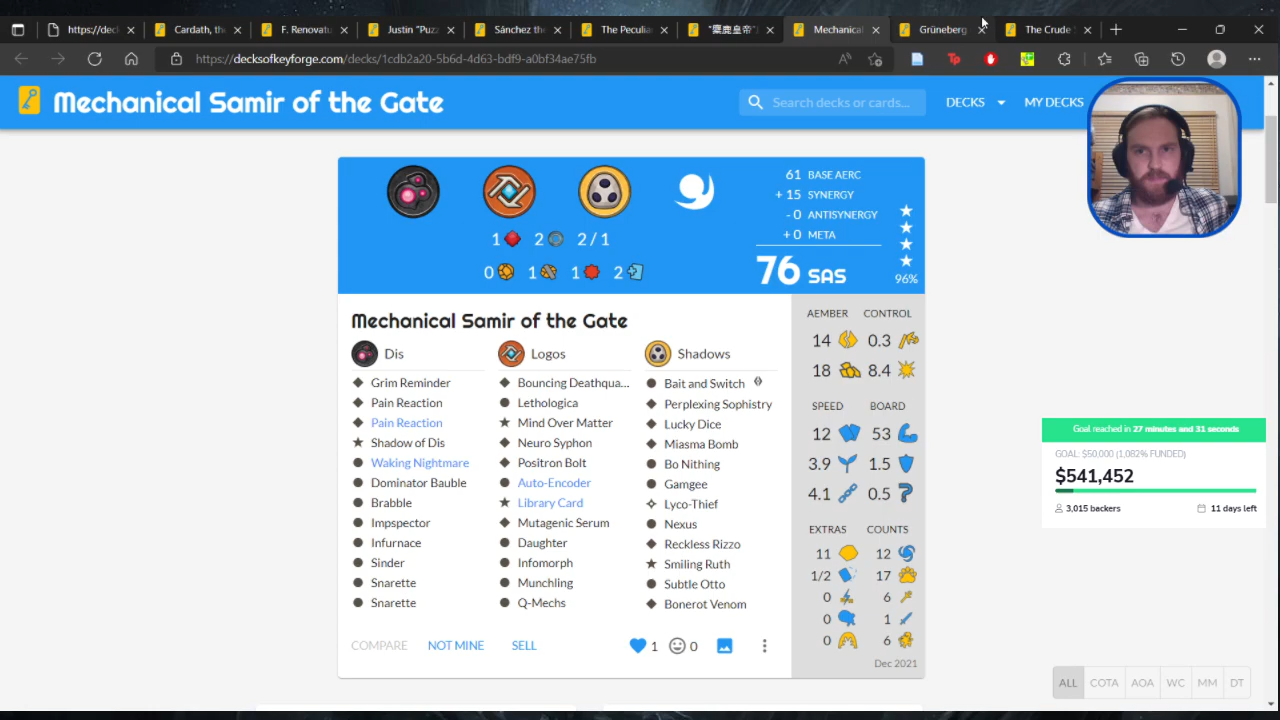 https://dec
Cardath, th
F. Renovatu
Justin "Puzz
Sánchez the
The Peculia
"麋鹿皇帝"
Mechanical
Grüneberg
The Crude
https://decksofkeyforge.com/decks/1cdb2a20-5b6d-4d63-bdf9-a0bf34ae75fb
Mechanical Samir of the Gate
Search decks or cards...
DECKS
MY DECKS
61 BASE AERC
+ 15 SYNERGY
- 0 ANTISYNERGY
+ 0 META
76 SAS
96%
1 2 2 / 1
0 1 1 2
Mechanical Samir of the Gate
Dis
Grim Reminder
Pain Reaction
Pain Reaction
Shadow of Dis
Waking Nightmare
Dominator Bauble
Brabble
Impspector
Infurnace
Sinder
Snarette
Snarette
Logos
Bouncing Deathqua...
Lethologica
Mind Over Matter
Neuro Syphon
Positron Bolt
Auto-Encoder
Library Card
Mutagenic Serum
Daughter
Infomorph
Munchling
Q-Mechs
Shadows
Bait and Switch
Perplexing Sophistry
Lucky Dice
Miasma Bomb
Bo Nithing
Gamgee
Lyco-Thief
Nexus
Reckless Rizzo
Smiling Ruth
Subtle Otto
Bonerot Venom
AEMBER CONTROL
14 0.3
18 8.4
SPEED BOARD
12 53
3.9 1.5
4.1 0.5
EXTRAS COUNTS
11 12
1/2 17
0 6
0 1
0 6
Dec 2021
COMPARE
NOT MINE
SELL
1
0
Goal reached in 27 minutes and 31 seconds
GOAL: $50,000 (1,082% FUNDED)
$541,452
3,015 backers
11 days left
ALL COTA AOA WC MM DT